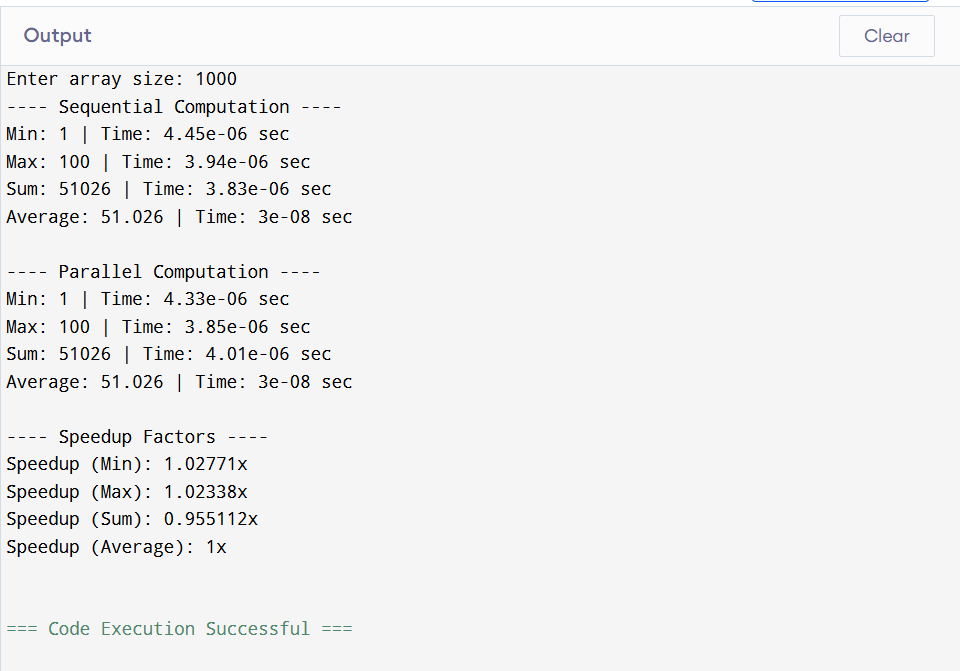 Output
Clear
Enter array size: 1000
---- Sequential Computation ----
Min: 1 | Time: 4.45e-06 sec
Max: 100 | Time: 3.94e-06 sec
Sum: 51026 | Time: 3.83e-06 sec
Average: 51.026 | Time: 3e-08 sec

---- Parallel Computation ----
Min: 1 | Time: 4.33e-06 sec
Max: 100 | Time: 3.85e-06 sec
Sum: 51026 | Time: 4.01e-06 sec
Average: 51.026 | Time: 3e-08 sec

---- Speedup Factors ----
Speedup (Min): 1.02771x
Speedup (Max): 1.02338x
Speedup (Sum): 0.955112x
Speedup (Average): 1x

=== Code Execution Successful ===